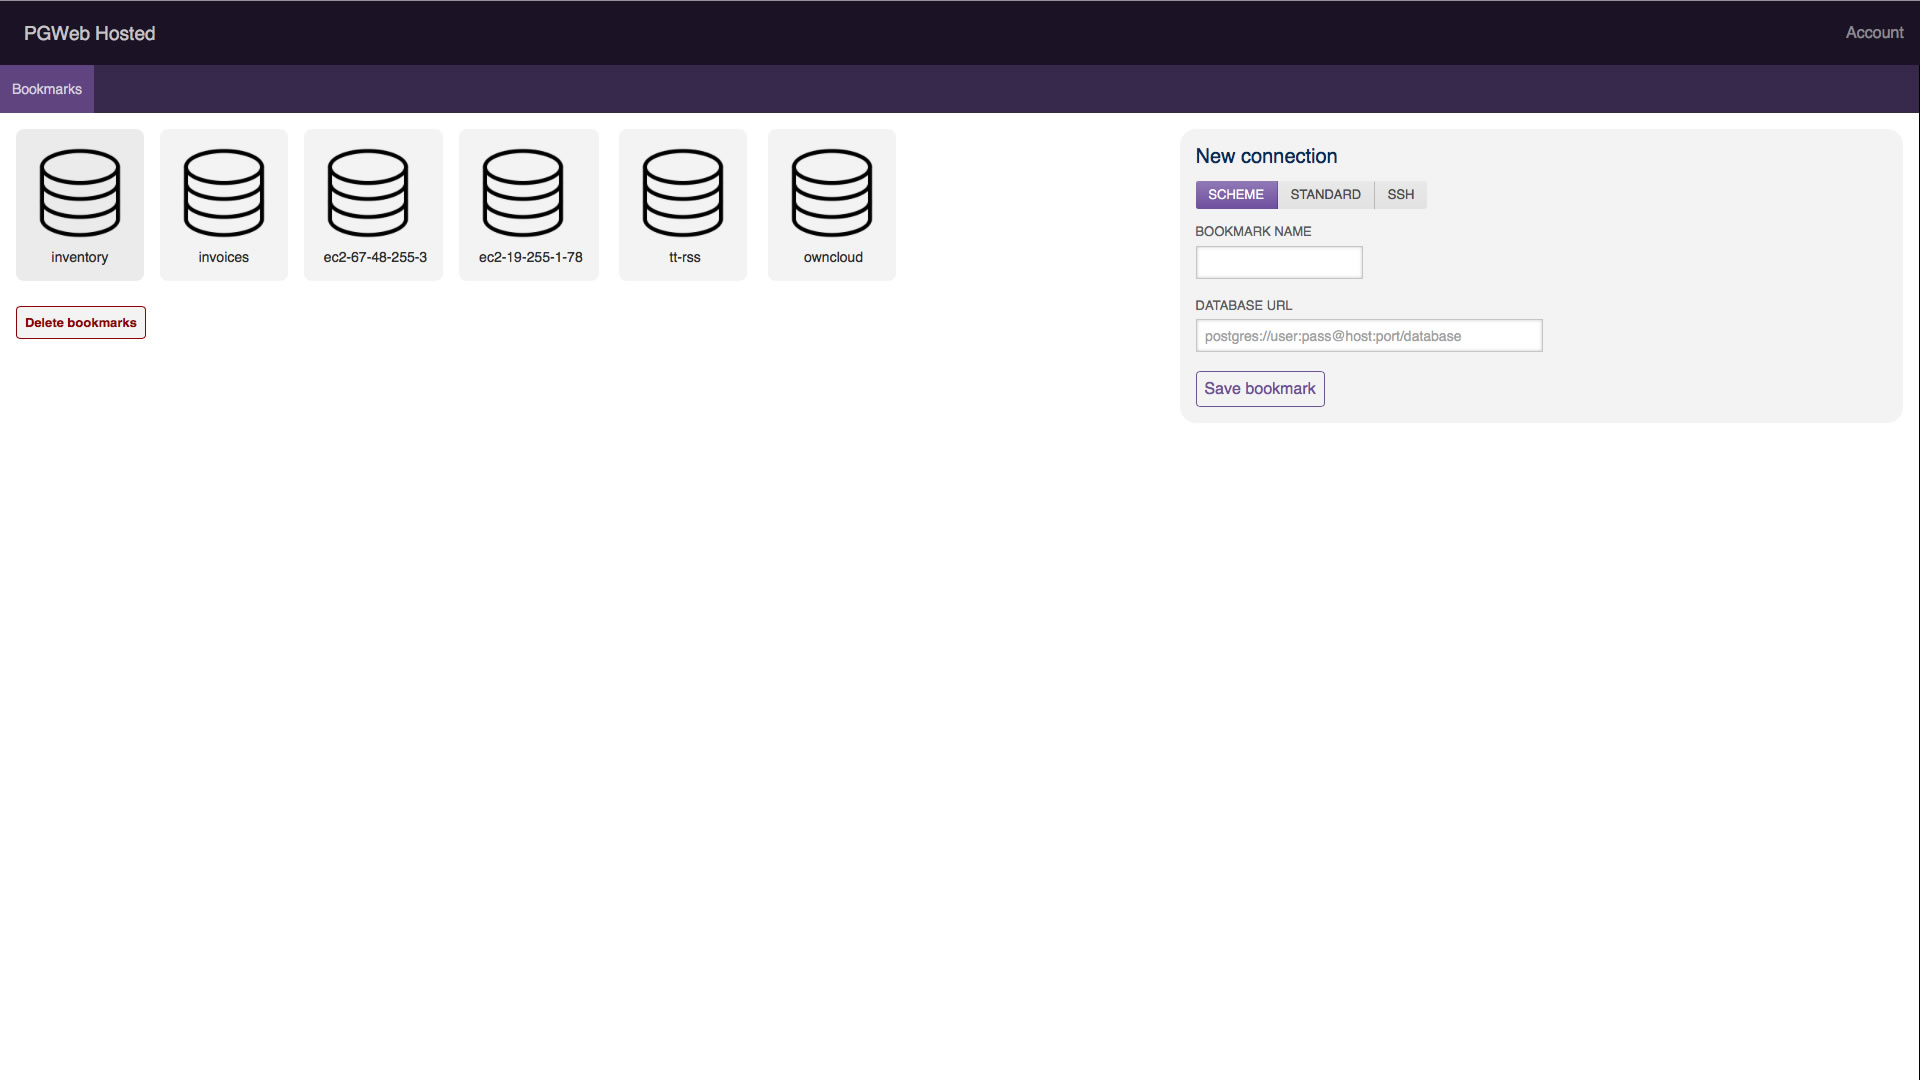 PGWeb Hosted
Account
Bookmarks
inventory
invoices
ec2-67-48-255-3
ec2-19-255-1-78
tt-rss
owncloud
Delete bookmarks
New connection
SCHEME STANDARD SSH
BOOKMARK NAME
DATABASE URL
postgres://user:pass@host:port/database
Save bookmark